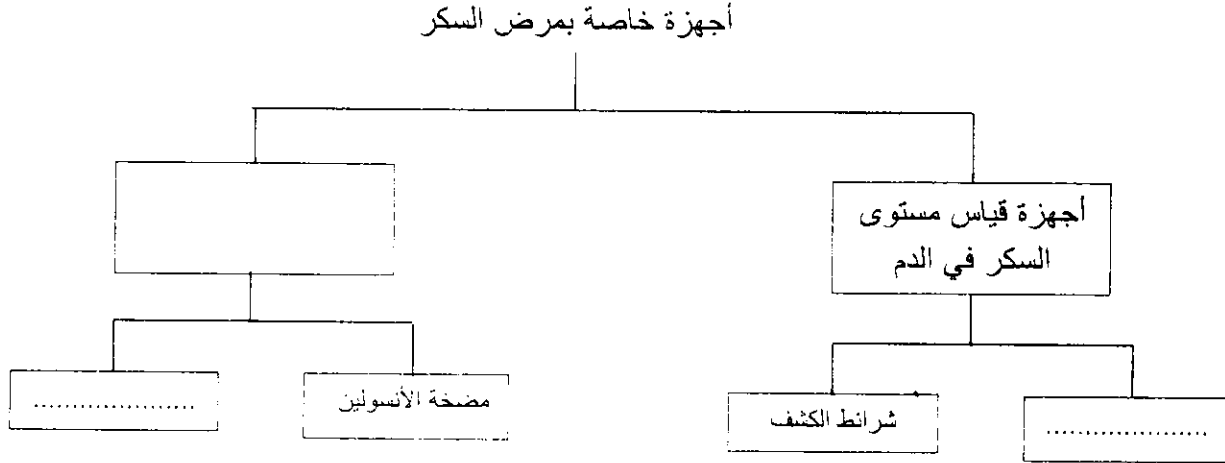 أجهزة خاصة بمرض السكر
أجهزة قياس مستوى
السكر في الدم
....................
شرائط الكشف
مضخة الأنسولين
....................